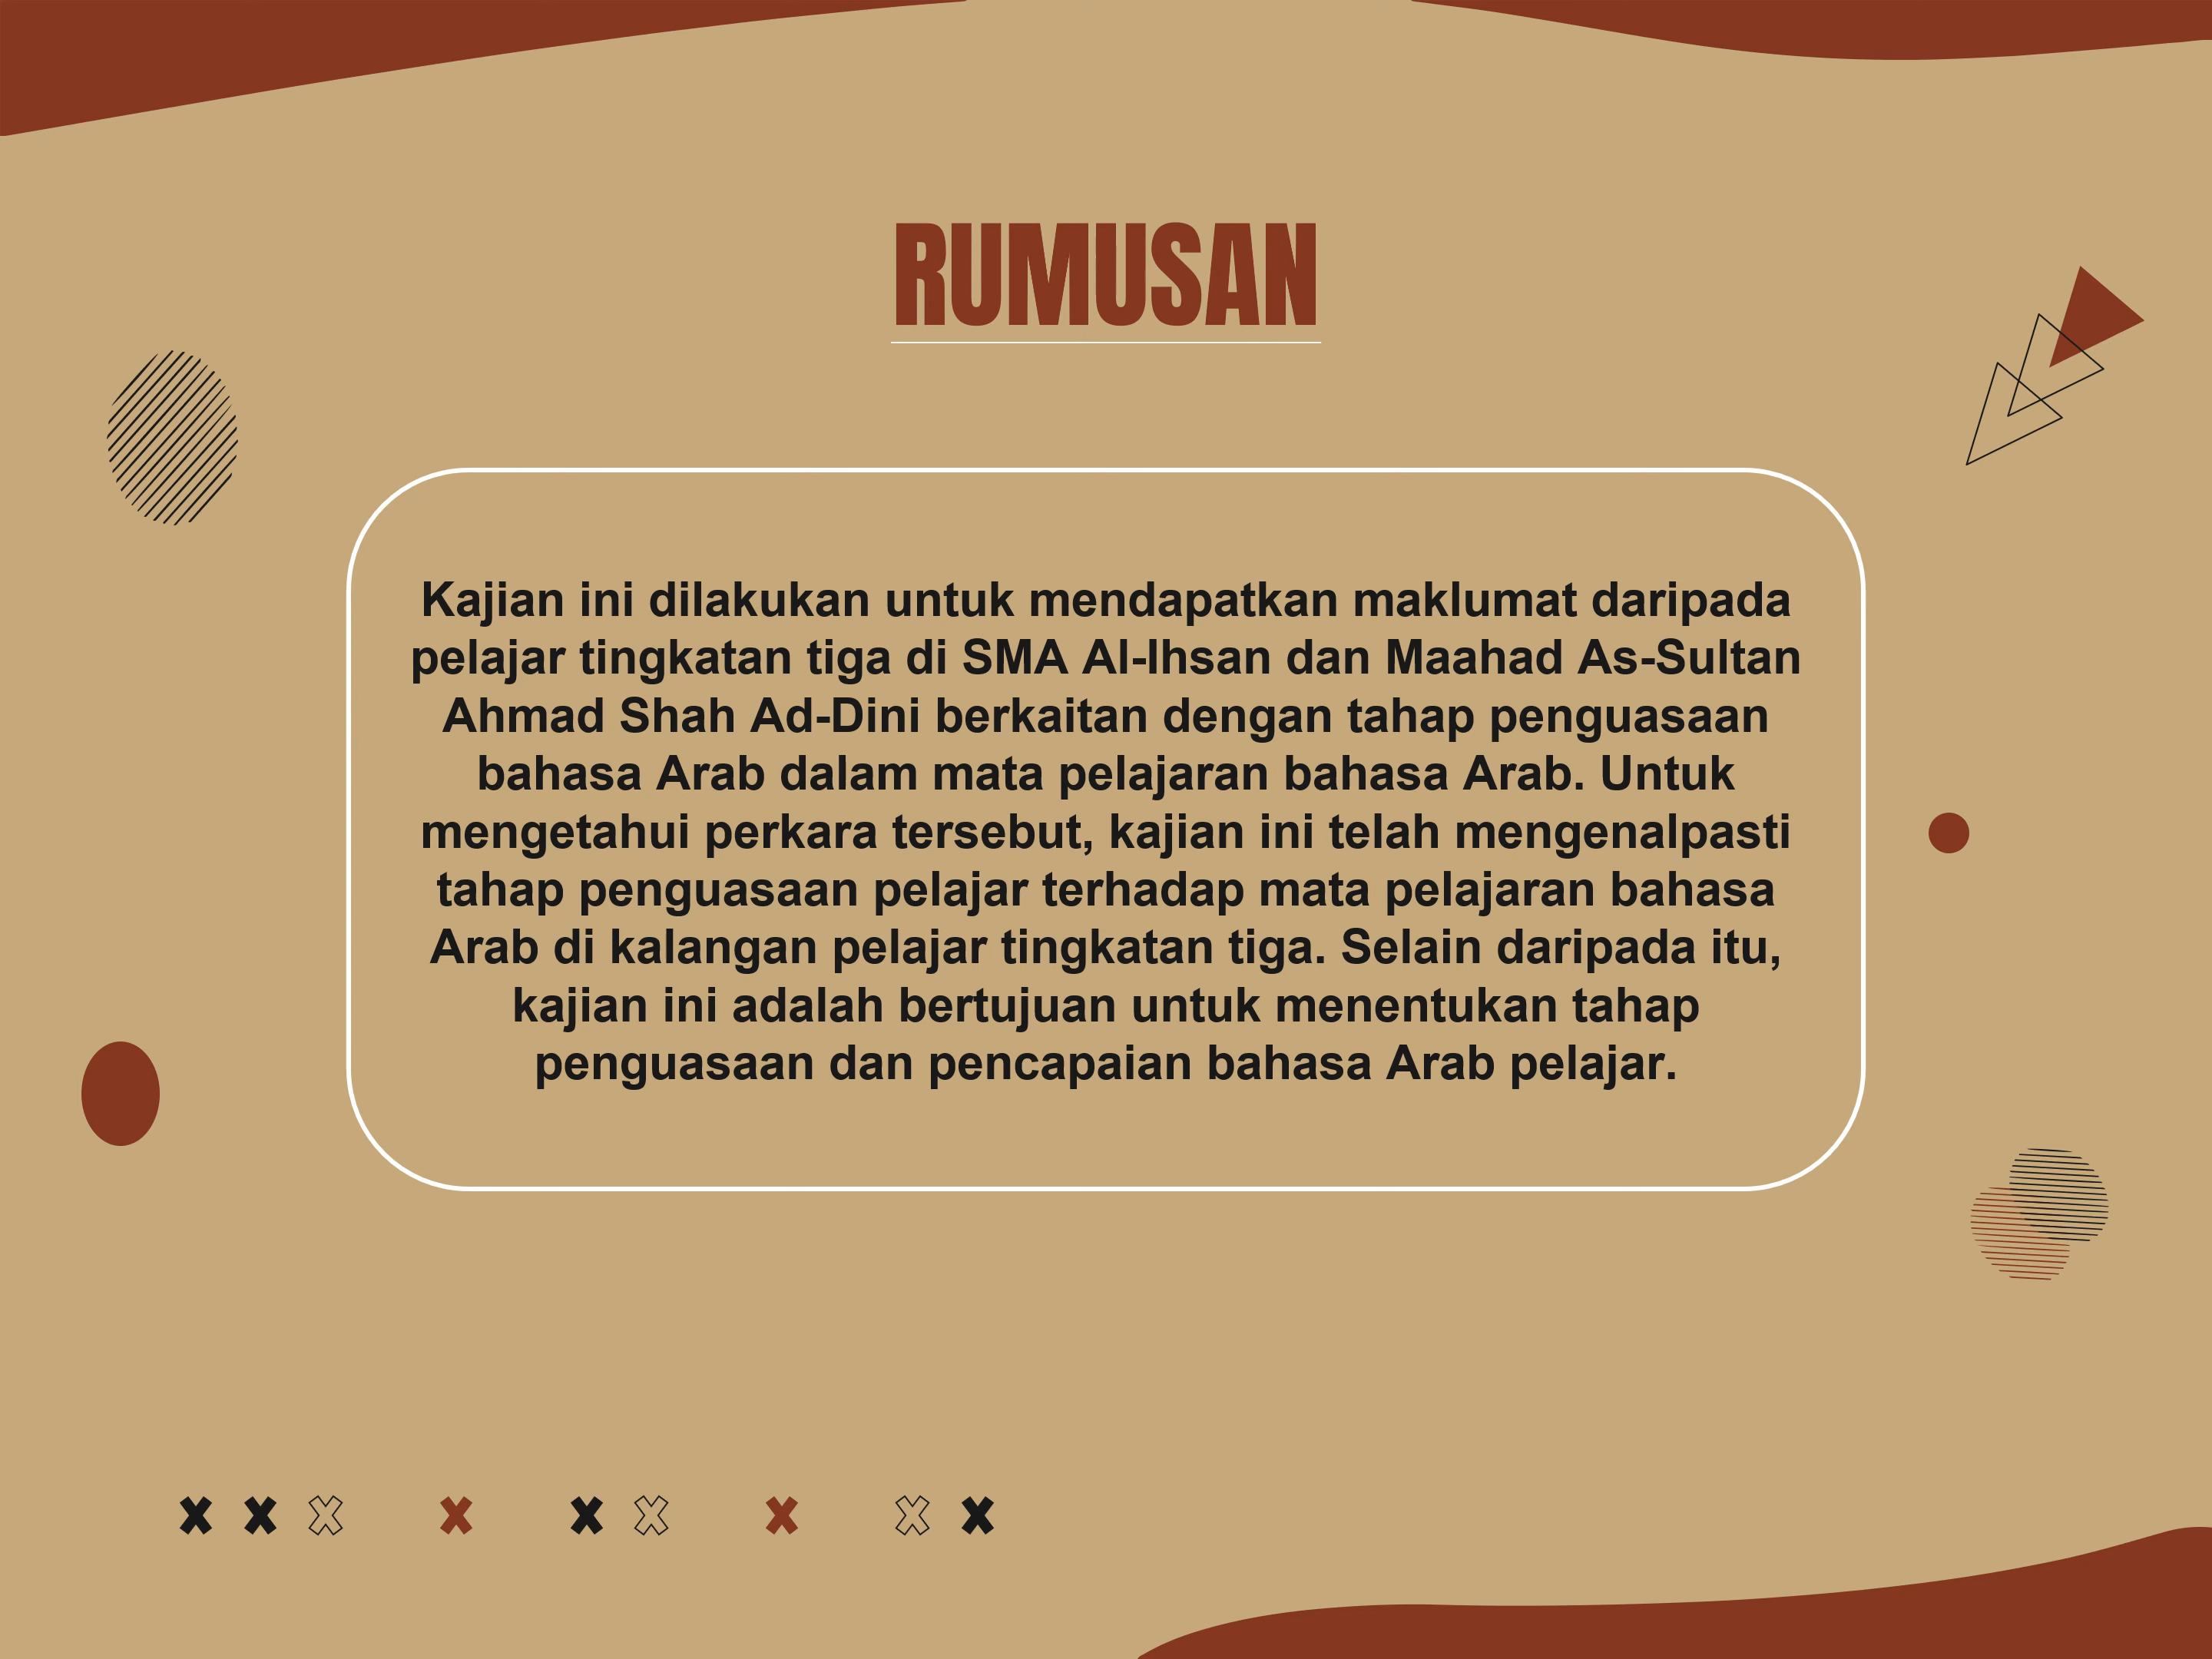 RUMUSAN
Kajian ini dilakukan untuk mendapatkan maklumat daripada
pelajar tingkatan tiga di SMA Al-Ihsan dan Maahad As-Sultan
Ahmad Shah Ad-Dini berkaitan dengan tahap penguasaan
bahasa Arab dalam mata pelajaran bahasa Arab. Untuk
mengetahui perkara tersebut, kajian ini telah mengenalpasti
tahap penguasaan pelajar terhadap mata pelajaran bahasa
Arab di kalangan pelajar tingkatan tiga. Selain daripada itu,
kajian ini adalah bertujuan untuk menentukan tahap
penguasaan dan pencapaian bahasa Arab pelajar.